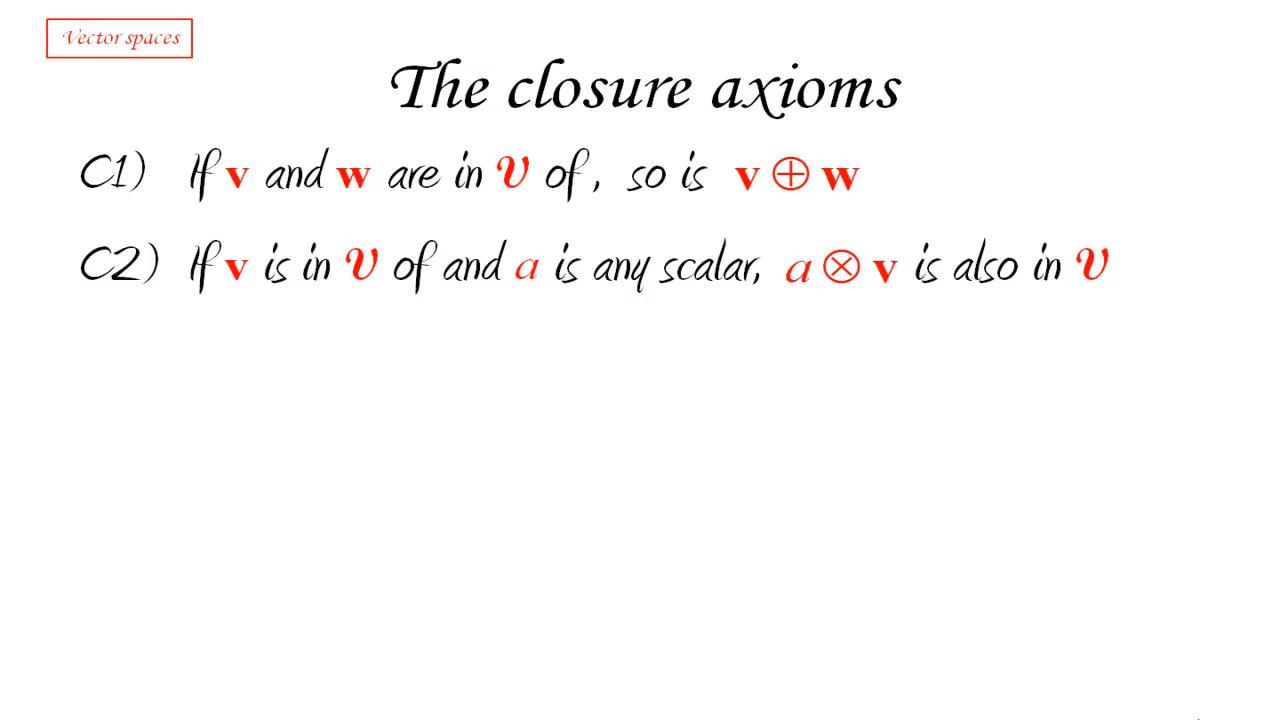 Vector spaces
The closure axioms
C1) If v and w are in V of, so is v ⊕ w
C2) If v is in V of and a is any scalar, a ⊗ v is also in V